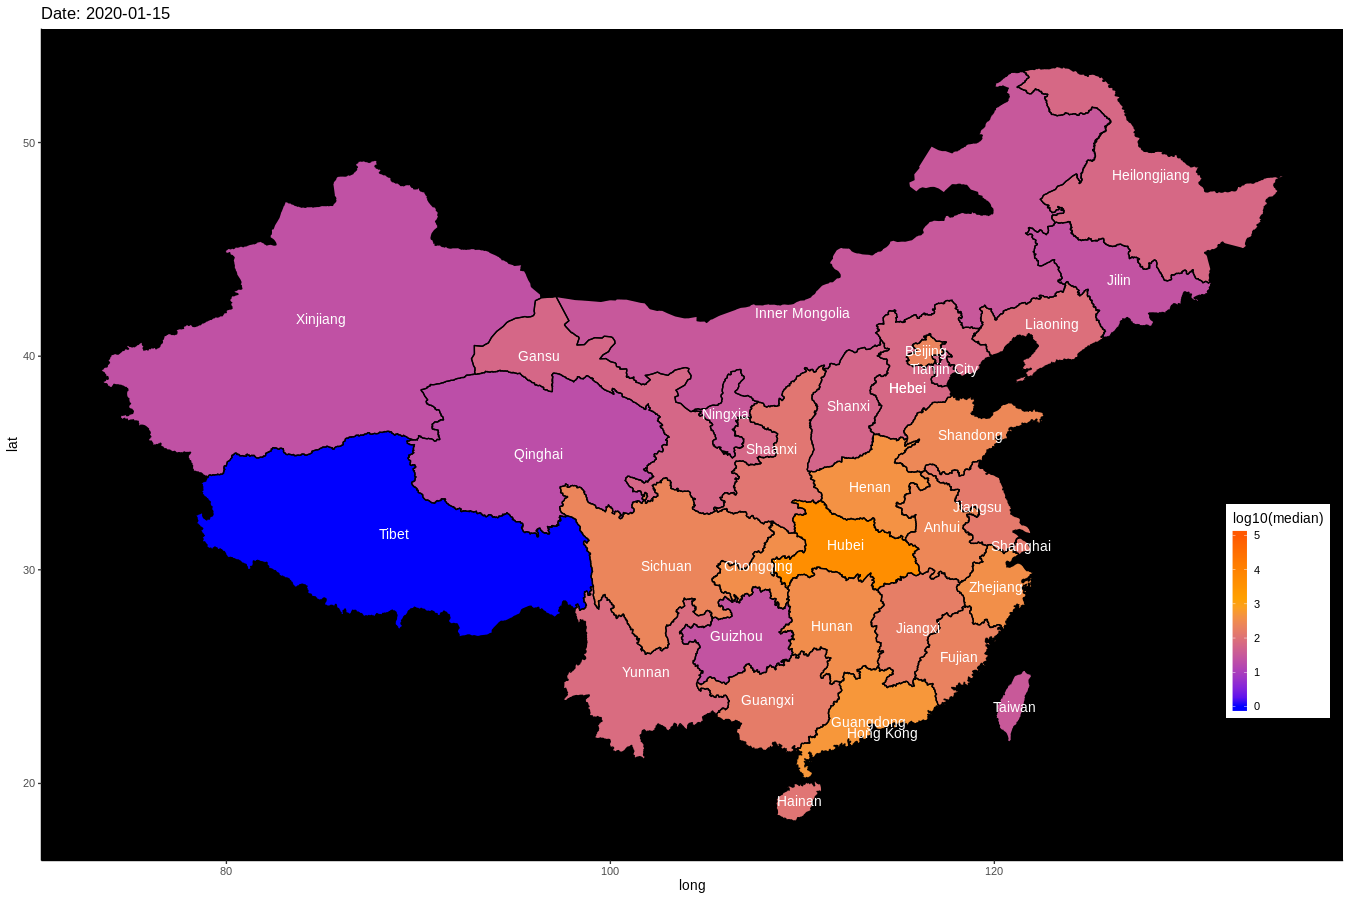 Date: 2020-01-15
lat
50
40
30
20
Heilongjiang
Jilin
Inner Mongolia
Xinjiang
Liaoning
Gansu
Beijing
Tianjin City
Hebei
Shanxi
Ningxia
Shandong
Shaanxi
Qinghai
Henan
Jiangsu
Anhui
Tibet
Hubei
Shanghai
Sichuan
Chongqing
Zhejiang
Hunan
Jiangxi
Guizhou
Fujian
Yunnan
Guangxi
Taiwan
Guangdong
Hong Kong
Hainan
log10(median)
5
4
3
2
1
0
80
100
120
long